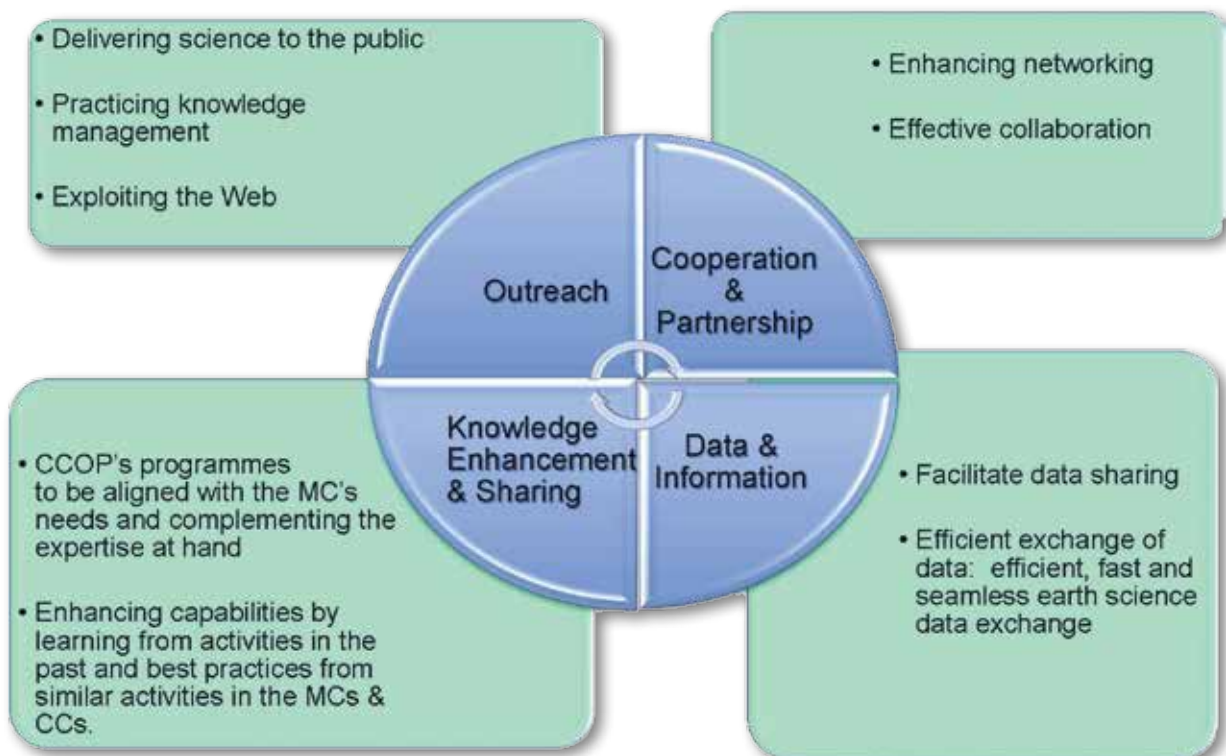 • Delivering science to the public
• Practicing knowledge
management
• Exploiting the Web
• Enhancing networking
• Effective collaboration
Outreach
Cooperation
&
Partnership
Knowledge
Enhancement
& Sharing
Data &
Information
• CCOP's programmes
to be aligned with the MC's
needs and complementing the
expertise at hand
• Enhancing capabilities by
learning from activities in the
past and best practices from
similar activities in the MCs &
CCs.
• Facilitate data sharing
• Efficient exchange of
data: efficient, fast and
seamless earth science
data exchange